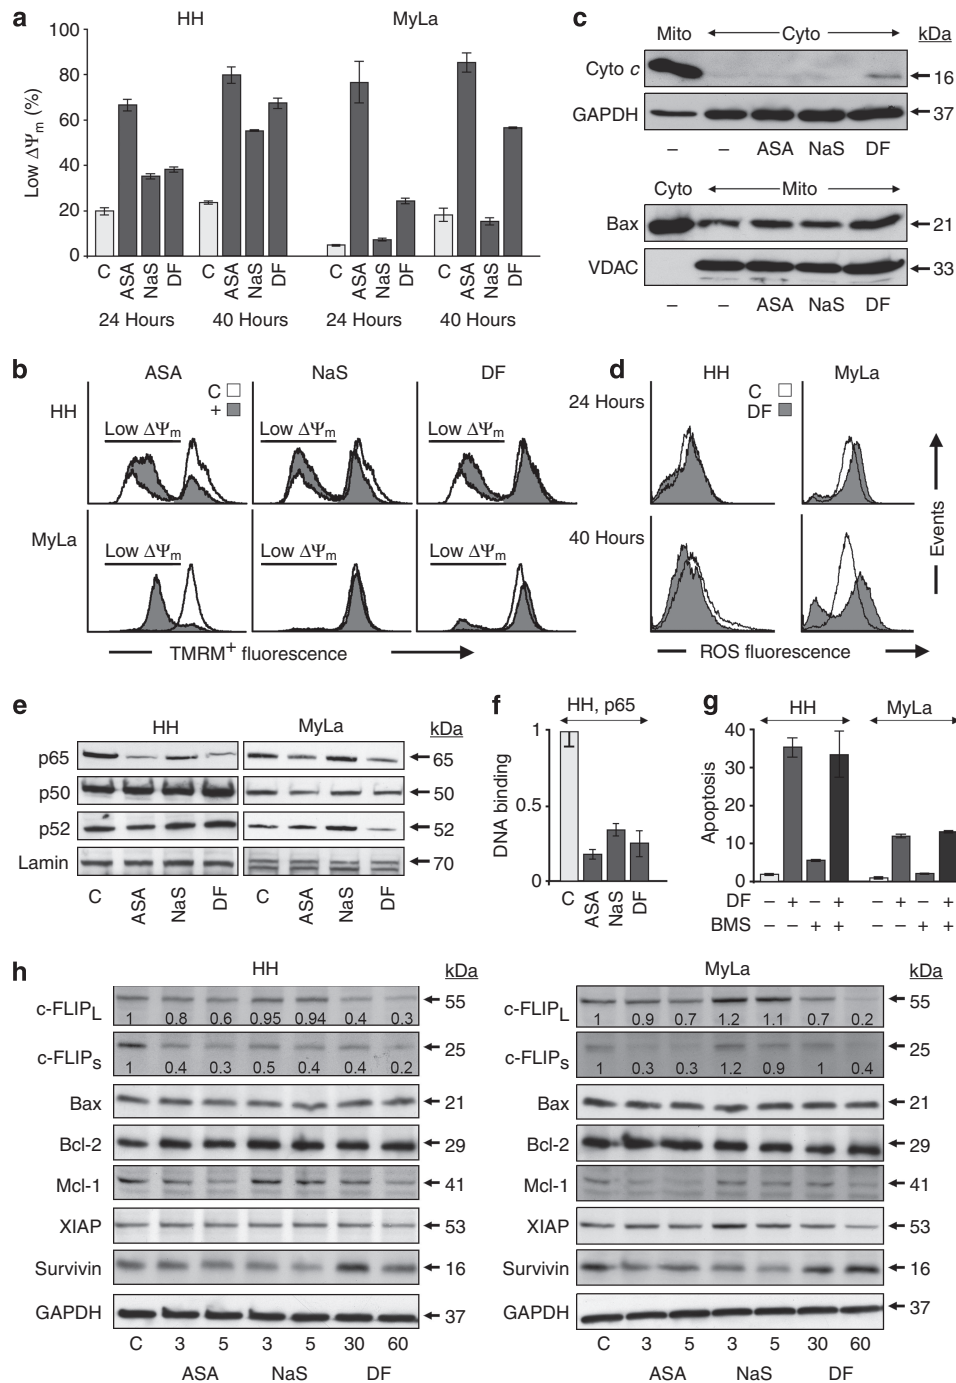 a
HH
MyLa
Low ΔΨm (%)
100
80
60
40
20
0
C ASA NaS DF C ASA NaS DF C ASA NaS DF C ASA NaS DF
24 Hours 40 Hours 24 Hours 40 Hours
c
Mito Cyto kDa
Cyto c 16
GAPDH 37
– – ASA NaS DF
Cyto Mito
Bax 21
VDAC 33
– – ASA NaS DF
b
ASA NaS DF
C
+
HH
Low ΔΨm Low ΔΨm Low ΔΨm
MyLa
Low ΔΨm Low ΔΨm Low ΔΨm
TMRM+ fluorescence
d
HH MyLa
C
DF
24 Hours
40 Hours
Events
ROS fluorescence
e
HH MyLa kDa
p65 65
p50 50
p52 52
Lamin 70
C ASA NaS DF C ASA NaS DF
f
HH, p65
DNA binding
1
0.5
0
C ASA NaS DF
g
HH MyLa
Apoptosis
40
30
20
10
0
DF – + – + – + – +
BMS – – + + – – + +
h
HH kDa
c-FLIPL 55
1 0.8 0.6 0.95 0.94 0.4 0.3
c-FLIPs 25
1 0.4 0.3 0.5 0.4 0.4 0.2
Bax 21
Bcl-2 29
Mcl-1 41
XIAP 53
Survivin 16
GAPDH 37
C 3 5 3 5 30 60
ASA NaS DF
MyLa kDa
c-FLIPL 55
1 0.9 0.7 1.2 1.1 0.7 0.2
c-FLIPs 25
1 0.3 0.3 1.2 0.9 1 0.4
Bax 21
Bcl-2 29
Mcl-1 41
XIAP 53
Survivin 16
GAPDH 37
C 3 5 3 5 30 60
ASA NaS DF